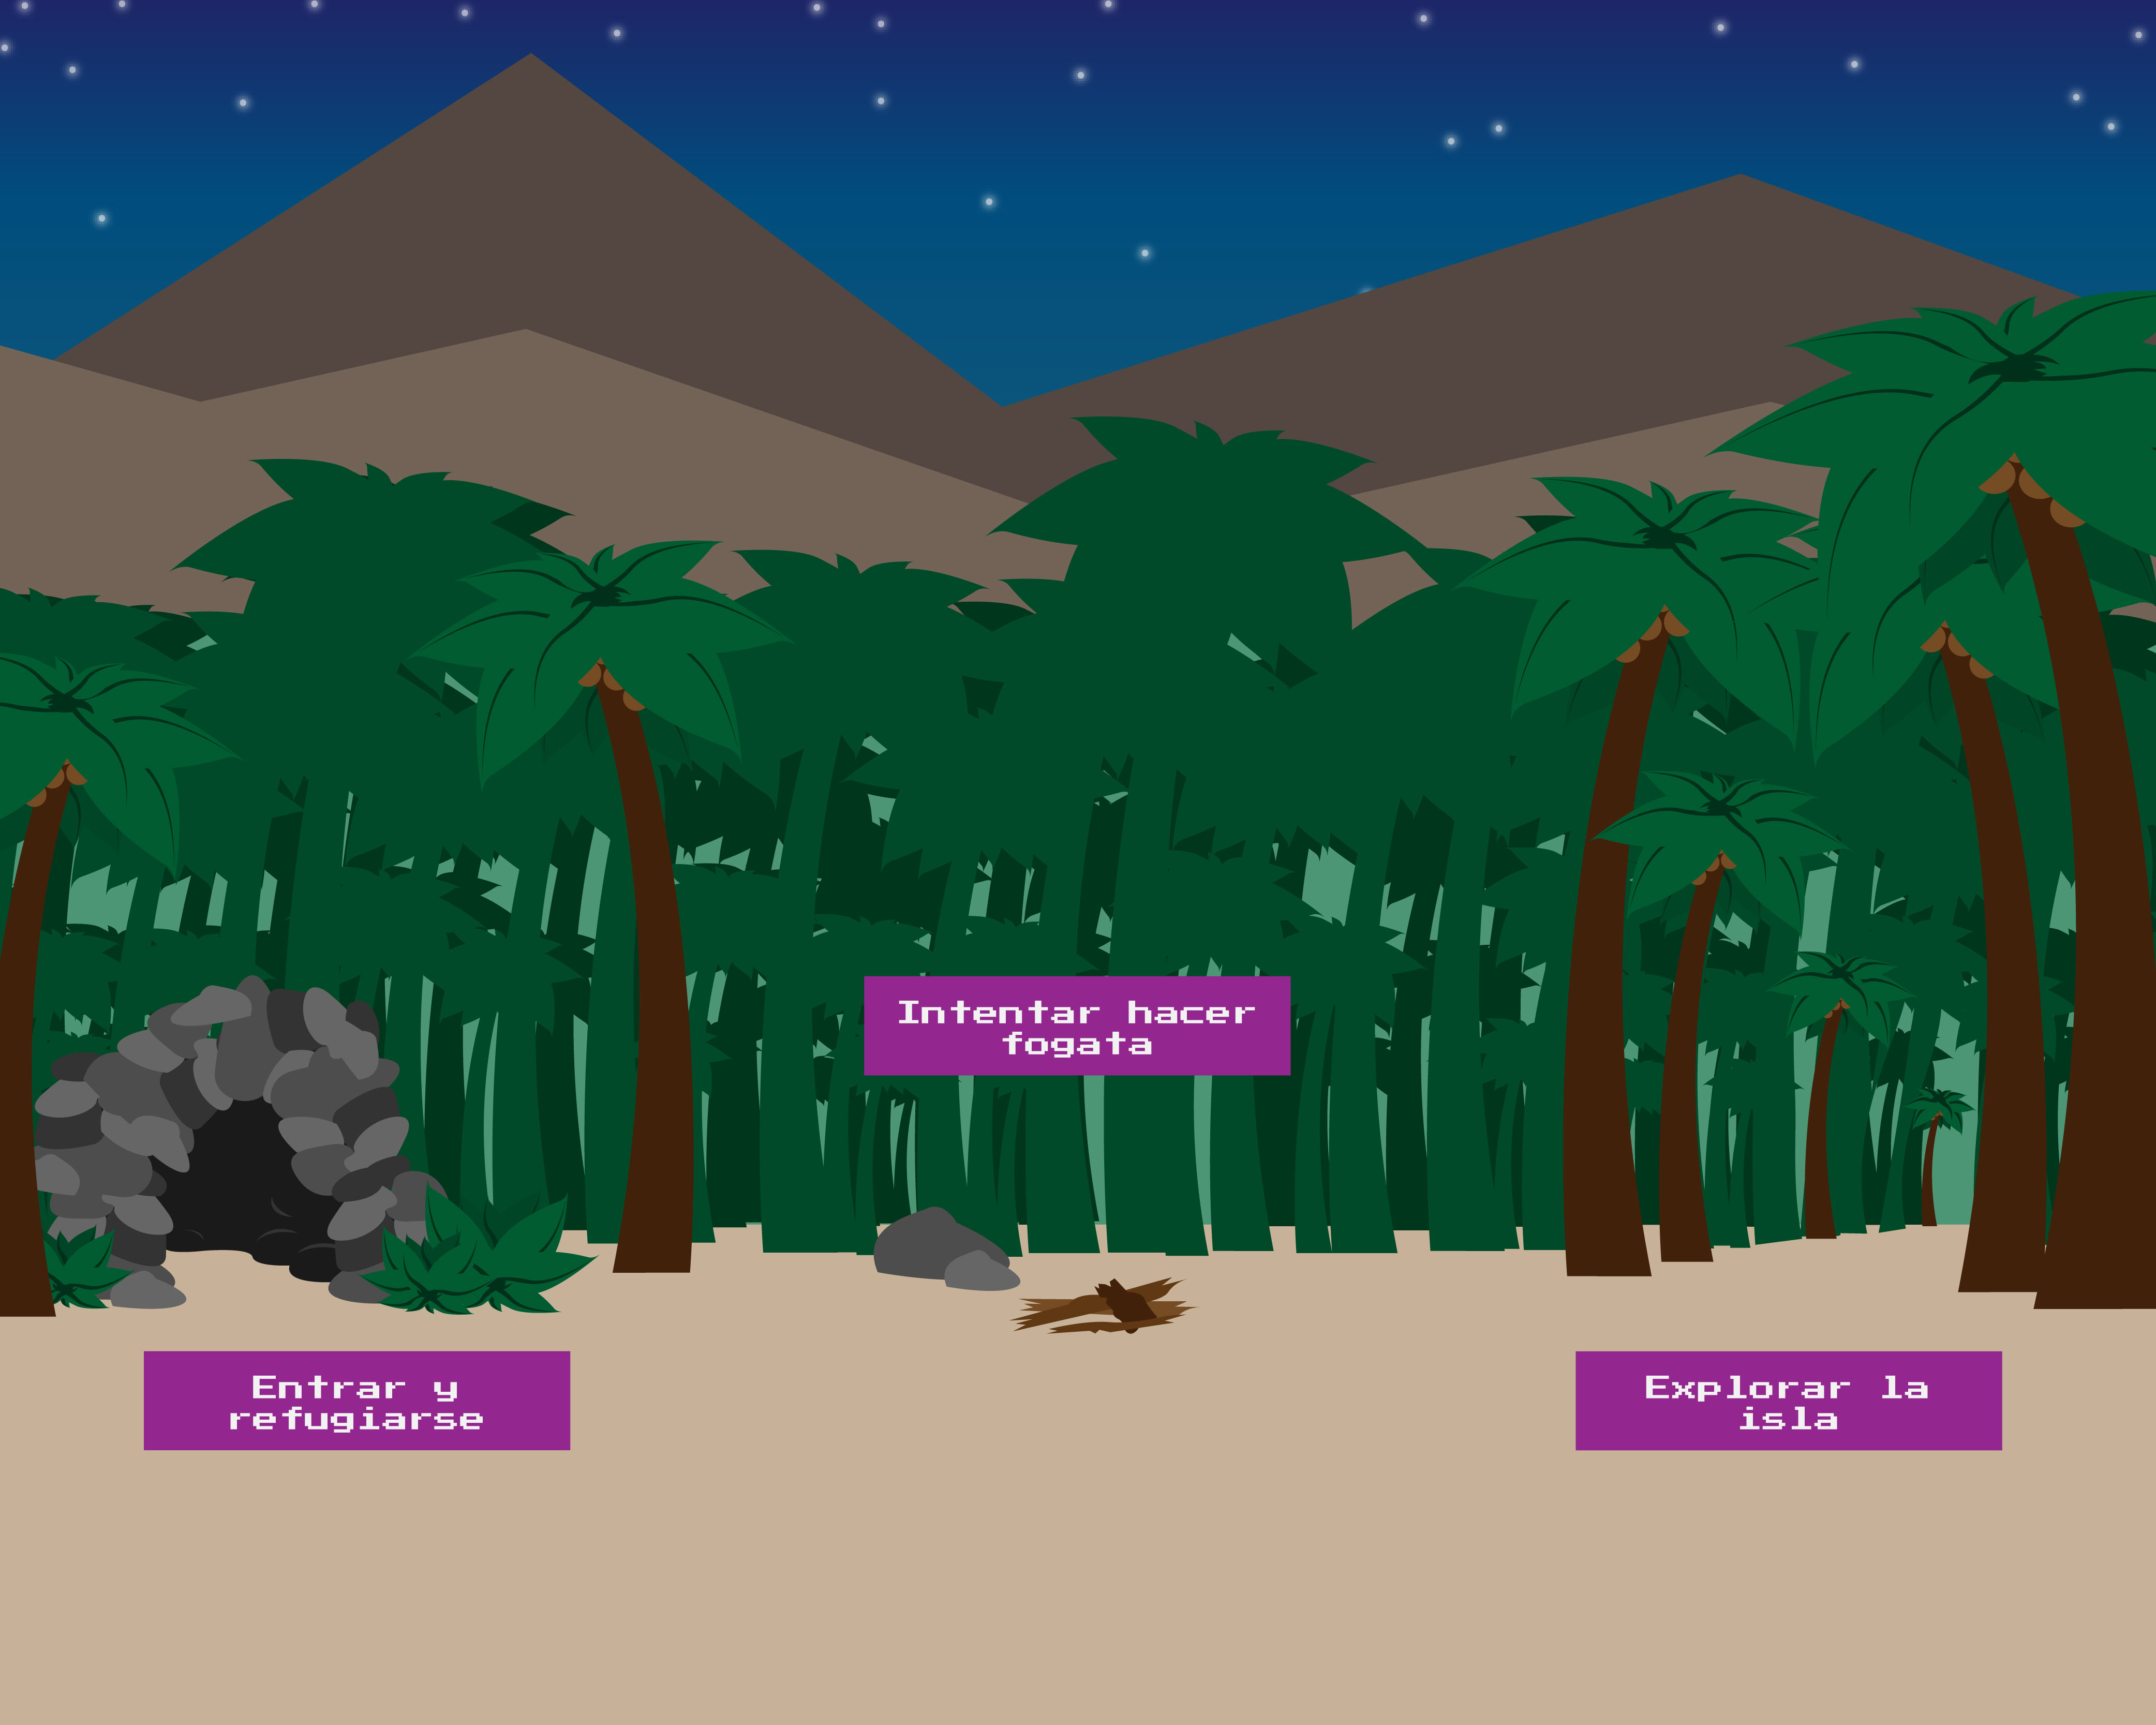 Intentar hacer
fogata
Entrar y
refugiarse
Explorar la
isla